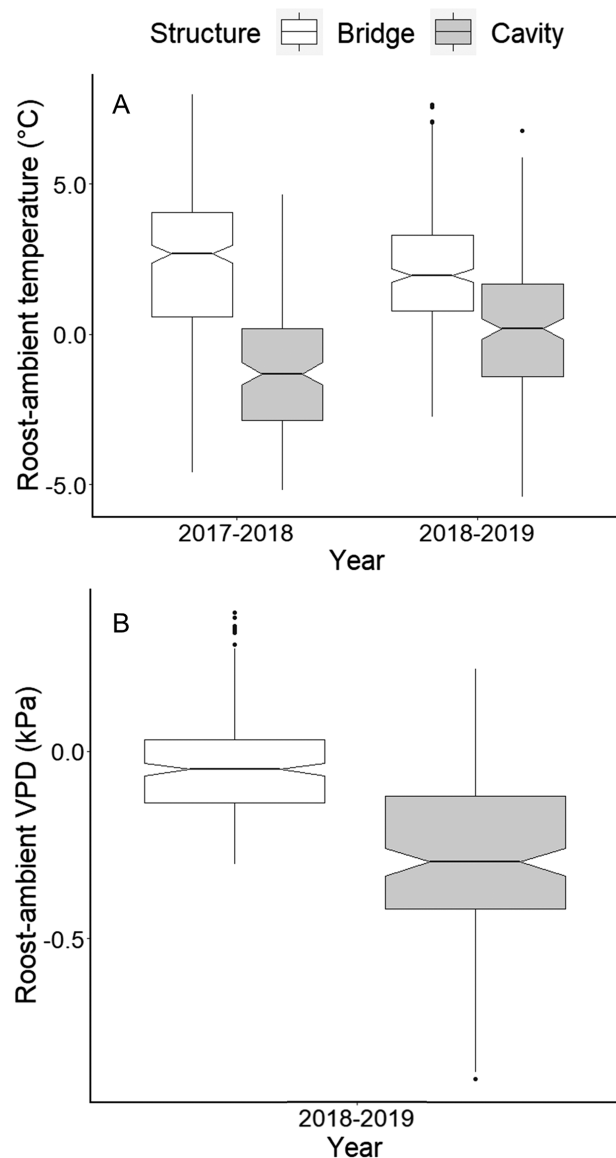 Structure Bridge Cavity
A
Roost-ambient temperature (°C)
5.0
0.0
-5.0
2017-2018 2018-2019
Year
B
Roost-ambient VPD (kPa)
0.0
-0.5
2018-2019
Year